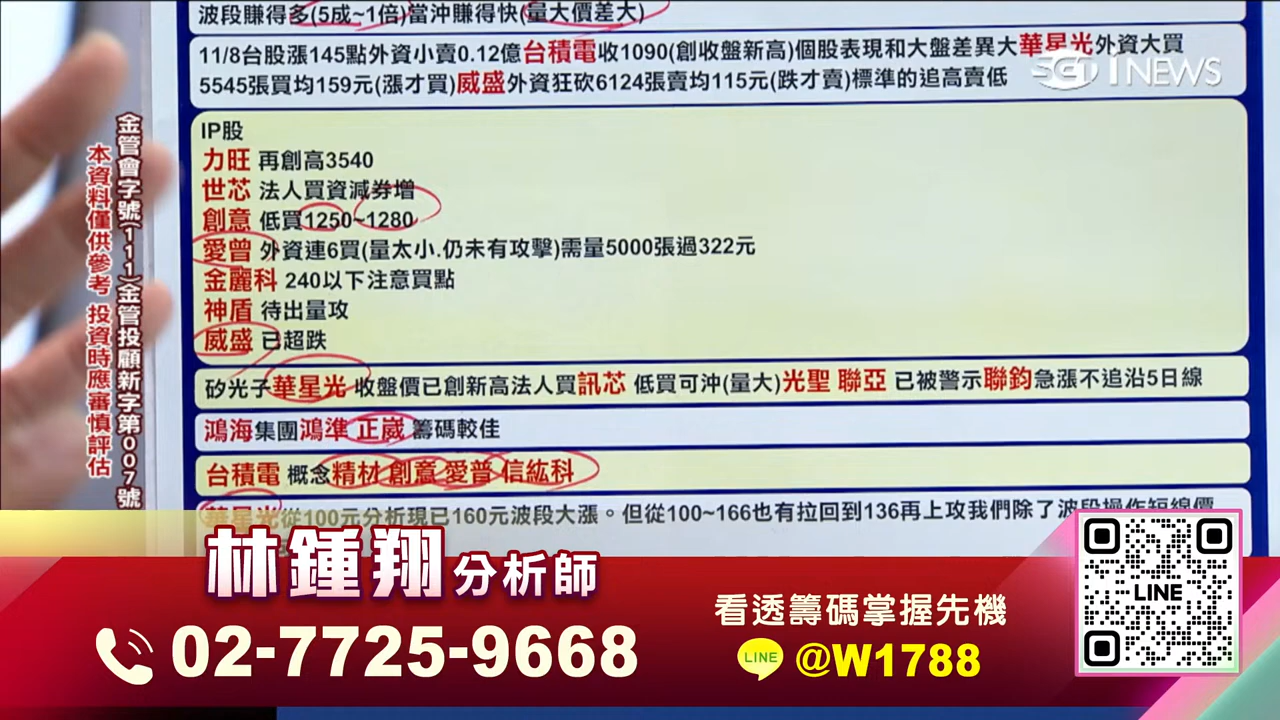 波段賺得多(5成~1倍)當沖賺得快(量大價差大)
11/8台股漲145點外資小賣0.12億台積電收1090(創收盤新高)個股表現和大盤差異大華星光外資大買
5545張買均159元(漲才買)威盛外資狂砍6124張賣均115元(跌才賣)標準的追高賣低
iNEWS
IP股
力旺 再創高3540
世芯 法人買資減券增
創意 低買1250~1280
愛普 外資連6買(量太小.仍未有攻擊)需量5000張過322元
金麗科 240以下注意買點
神盾 待出量攻
威盛 已超跌
矽光子華星光 收盤價已創新高法人買訊芯 低買可沖(量大)光聖 聯亞 已被警示聯鈞急漲不追沿5日線
鴻海集團鴻準 正崴 籌碼較佳
台積電 概念精材 創意 愛普 信紘科
華星光從100元分析現已160元波段大漲。但從100~166也有拉回到136再上攻我們除了波段操作短線價
金管會字號(111)金管投顧新字第007號
本資料僅供參考 投資時應審慎評估
林鍾翔分析師
02-7725-9668
看透籌碼掌握先機
LINE @W1788
LINE